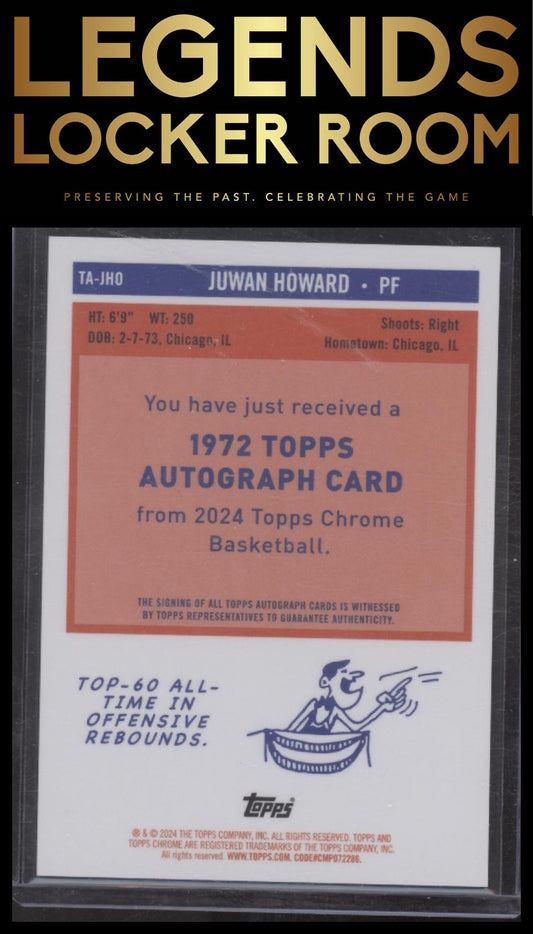 LEGENDS
LOCKER ROOM
PRESERVING THE PAST. CELEBRATING THE GAME
TA-JHO JUWAN HOWARD • PF
HT: 6'9" WT: 250 Shoots: Right
DOB: 2-7-73, Chicago, IL Hometown: Chicago, IL
You have just received a
1972 TOPPS
AUTOGRAPH CARD
from 2024 Topps Chrome
Basketball.
THE SIGNING OF ALL TOPPS AUTOGRAPH CARDS IS WITNESSED
BY TOPPS REPRESENTATIVES TO GUARANTEE AUTHENTICITY.
TOP-60 ALL-
TIME IN
OFFENSIVE
REBOUNDS.
topps®
® & © 2024 THE TOPPS COMPANY, INC. ALL RIGHTS RESERVED. TOPPS AND
TOPPS CHROME ARE REGISTERED TRADEMARKS OF THE TOPPS COMPANY, INC.
All rights reserved. WWW.TOPPS.COM. CODE#CMP072286.